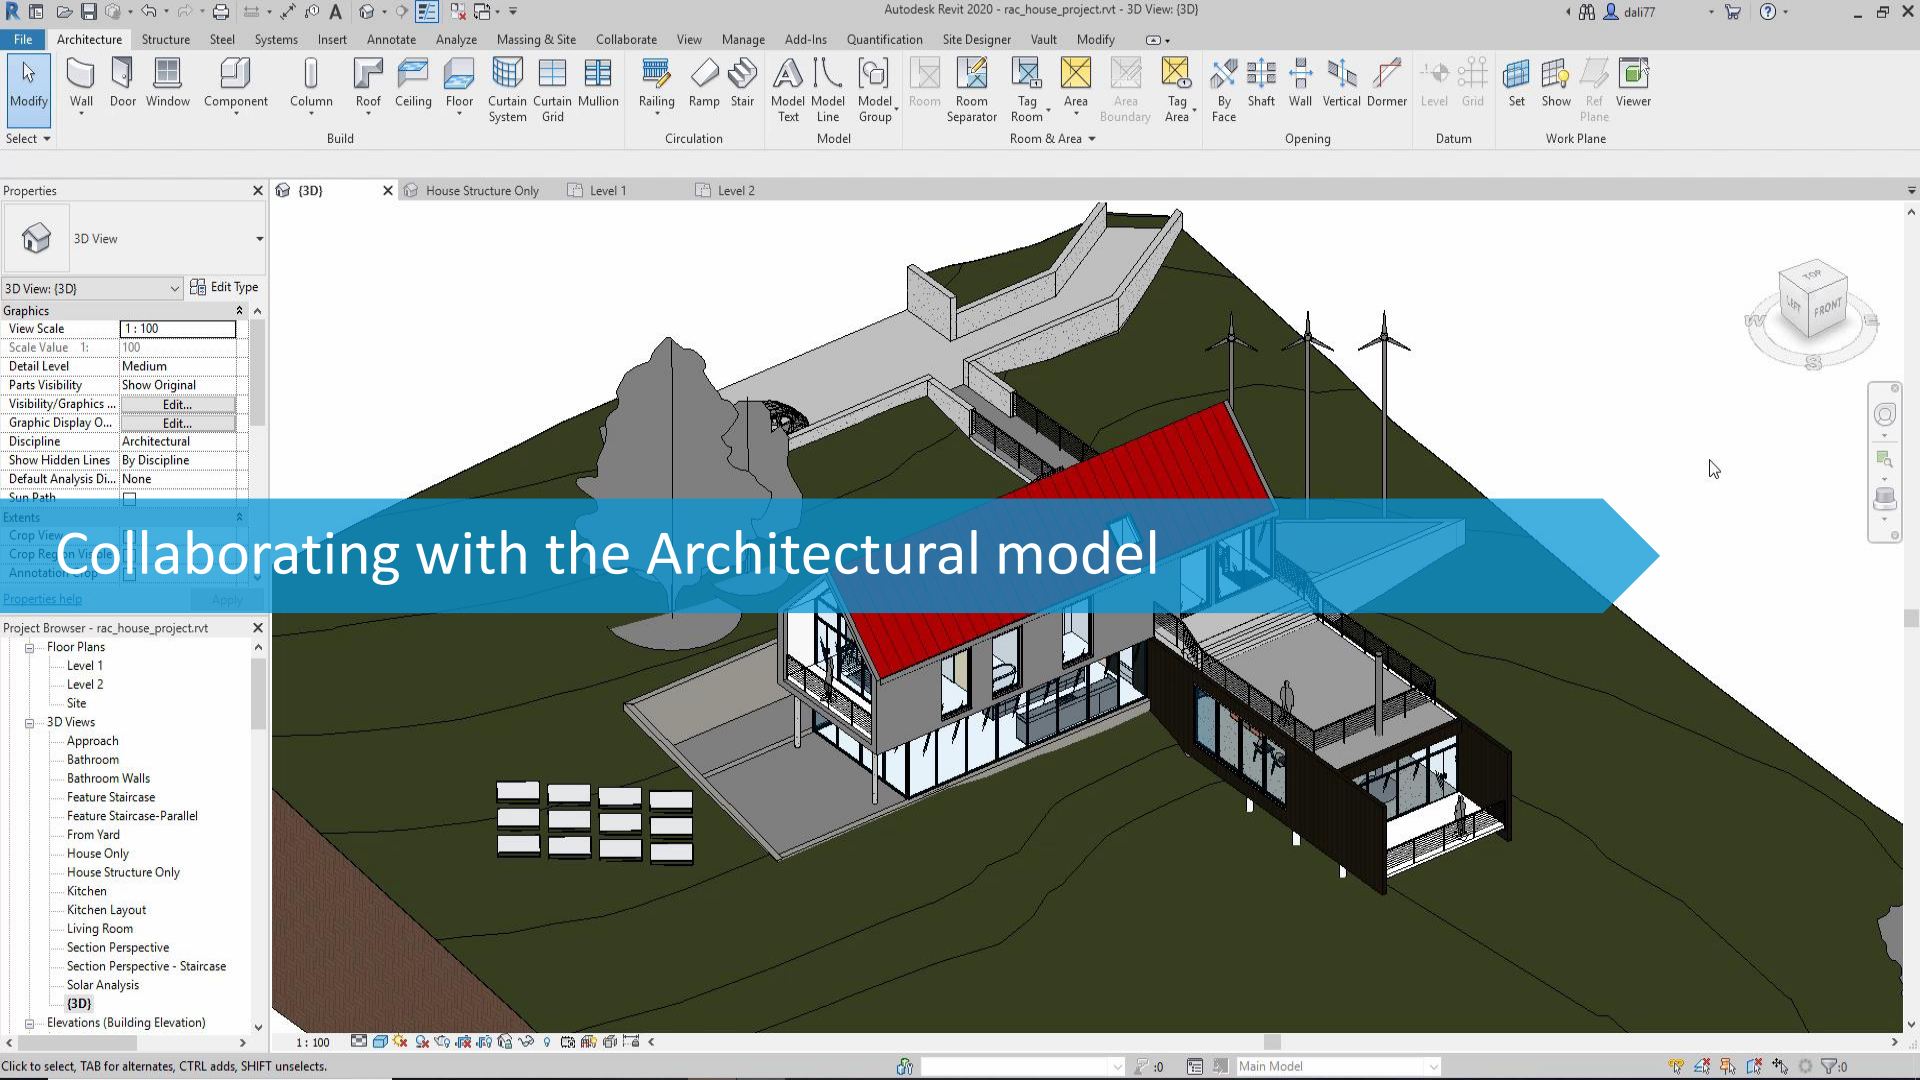 Autodesk Revit 2020 - rac_house_project.rvt - 3D View: {3D}
dali77
File Architecture Structure Steel Systems Insert Annotate Analyze Massing & Site Collaborate View Manage Add-Ins Quantification Site Designer Vault Modify
Modify Wall Door Window Component Column Roof Ceiling Floor Curtain System Curtain Grid Mullion Railing Ramp Stair Model Text Model Line Model Group Room Room Separator Tag Room Area Area Boundary Tag Area By Face Shaft Wall Vertical Dormer Level Grid Set Show Ref Plane Viewer
Select Build Circulation Model Room & Area Opening Datum Work Plane
Properties
{3D} House Structure Only Level 1 Level 2
3D View
3D View: {3D} Edit Type
Graphics
View Scale 1 : 100
Scale Value 1: 100
Detail Level Medium
Parts Visibility Show Original
Visibility/Graphics ... Edit...
Graphic Display O... Edit...
Discipline Architectural
Show Hidden Lines By Discipline
Default Analysis Di... None
Sun Path
Extents
Crop View
Crop Region Visible
Annotation Crop
Properties help Apply
Collaborating with the Architectural model
TOP
LEFT FRONT
W E
S
Project Browser - rac_house_project.rvt
Floor Plans
Level 1
Level 2
Site
3D Views
Approach
Bathroom
Bathroom Walls
Feature Staircase
Feature Staircase-Parallel
From Yard
House Only
House Structure Only
Kitchen
Kitchen Layout
Living Room
Section Perspective
Section Perspective - Staircase
Solar Analysis
{3D}
Elevations (Building Elevation)
1 : 100
Click to select, TAB for alternates, CTRL adds, SHIFT unselects.
:0
Main Model
:0